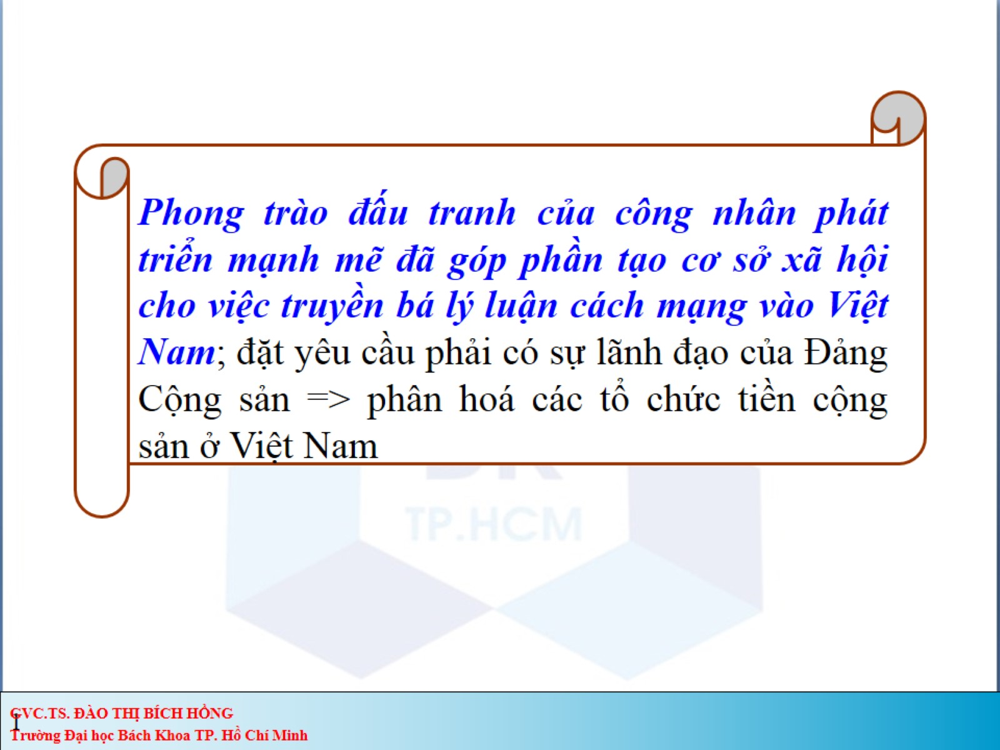 Phong trào đấu tranh của công nhân phát
triển mạnh mẽ đã góp phần tạo cơ sở xã hội
cho việc truyền bá lý luận cách mạng vào Việt
Nam; đặt yêu cầu phải có sự lãnh đạo của Đảng
Cộng sản => phân hoá các tổ chức tiền cộng
sản ở Việt Nam
BK
TP.HCM
GVC.TS. ĐÀO THỊ BÍCH HỒNG
1
Trường Đại học Bách Khoa TP. Hồ Chí Minh